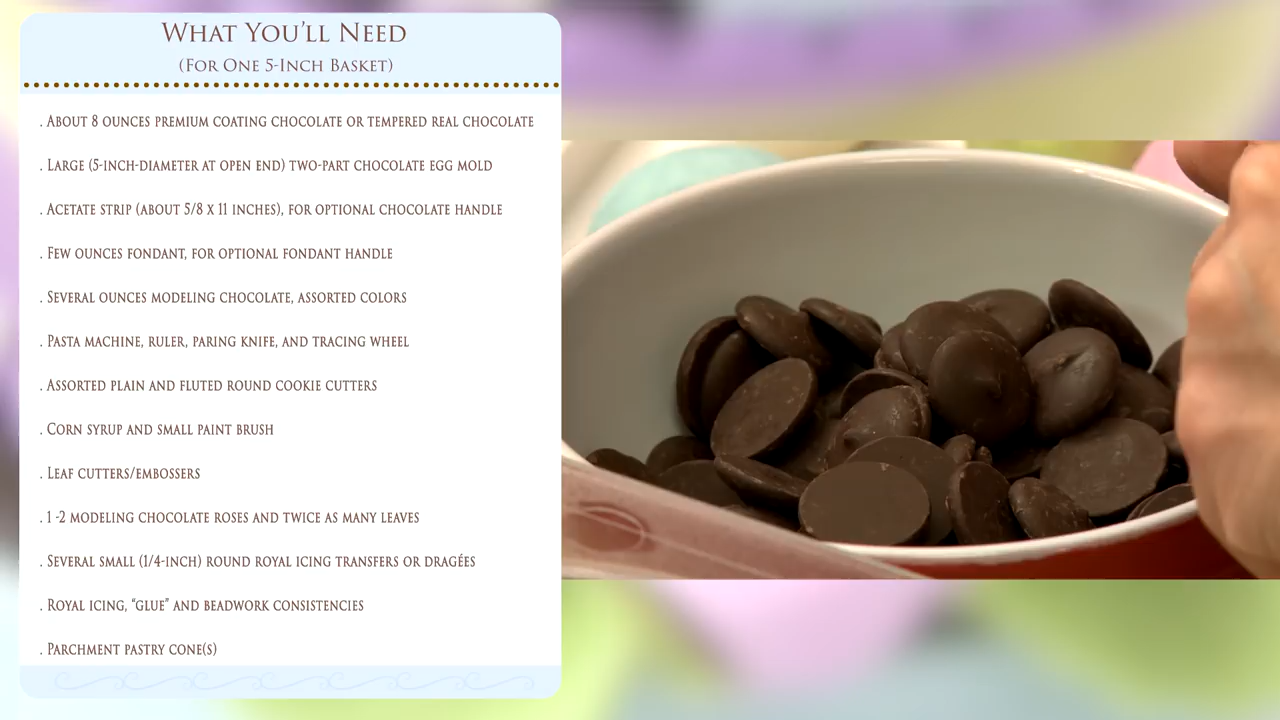 What You'll Need
(For One 5-Inch Basket)
. About 8 ounces premium coating chocolate or tempered real chocolate
. Large (5-inch-diameter at open end) two-part chocolate egg mold
. Acetate strip (about 5/8 x 11 inches), for optional chocolate handle
. Few ounces fondant, for optional fondant handle
. Several ounces modeling chocolate, assorted colors
. Pasta machine, ruler, paring knife, and tracing wheel
. Assorted plain and fluted round cookie cutters
. Corn syrup and small paint brush
. Leaf cutters/embossers
. 1 -2 modeling chocolate roses and twice as many leaves
. Several small (1/4-inch) round royal icing transfers or dragées
. Royal icing, “glue” and beadwork consistencies
. Parchment pastry cone(s)